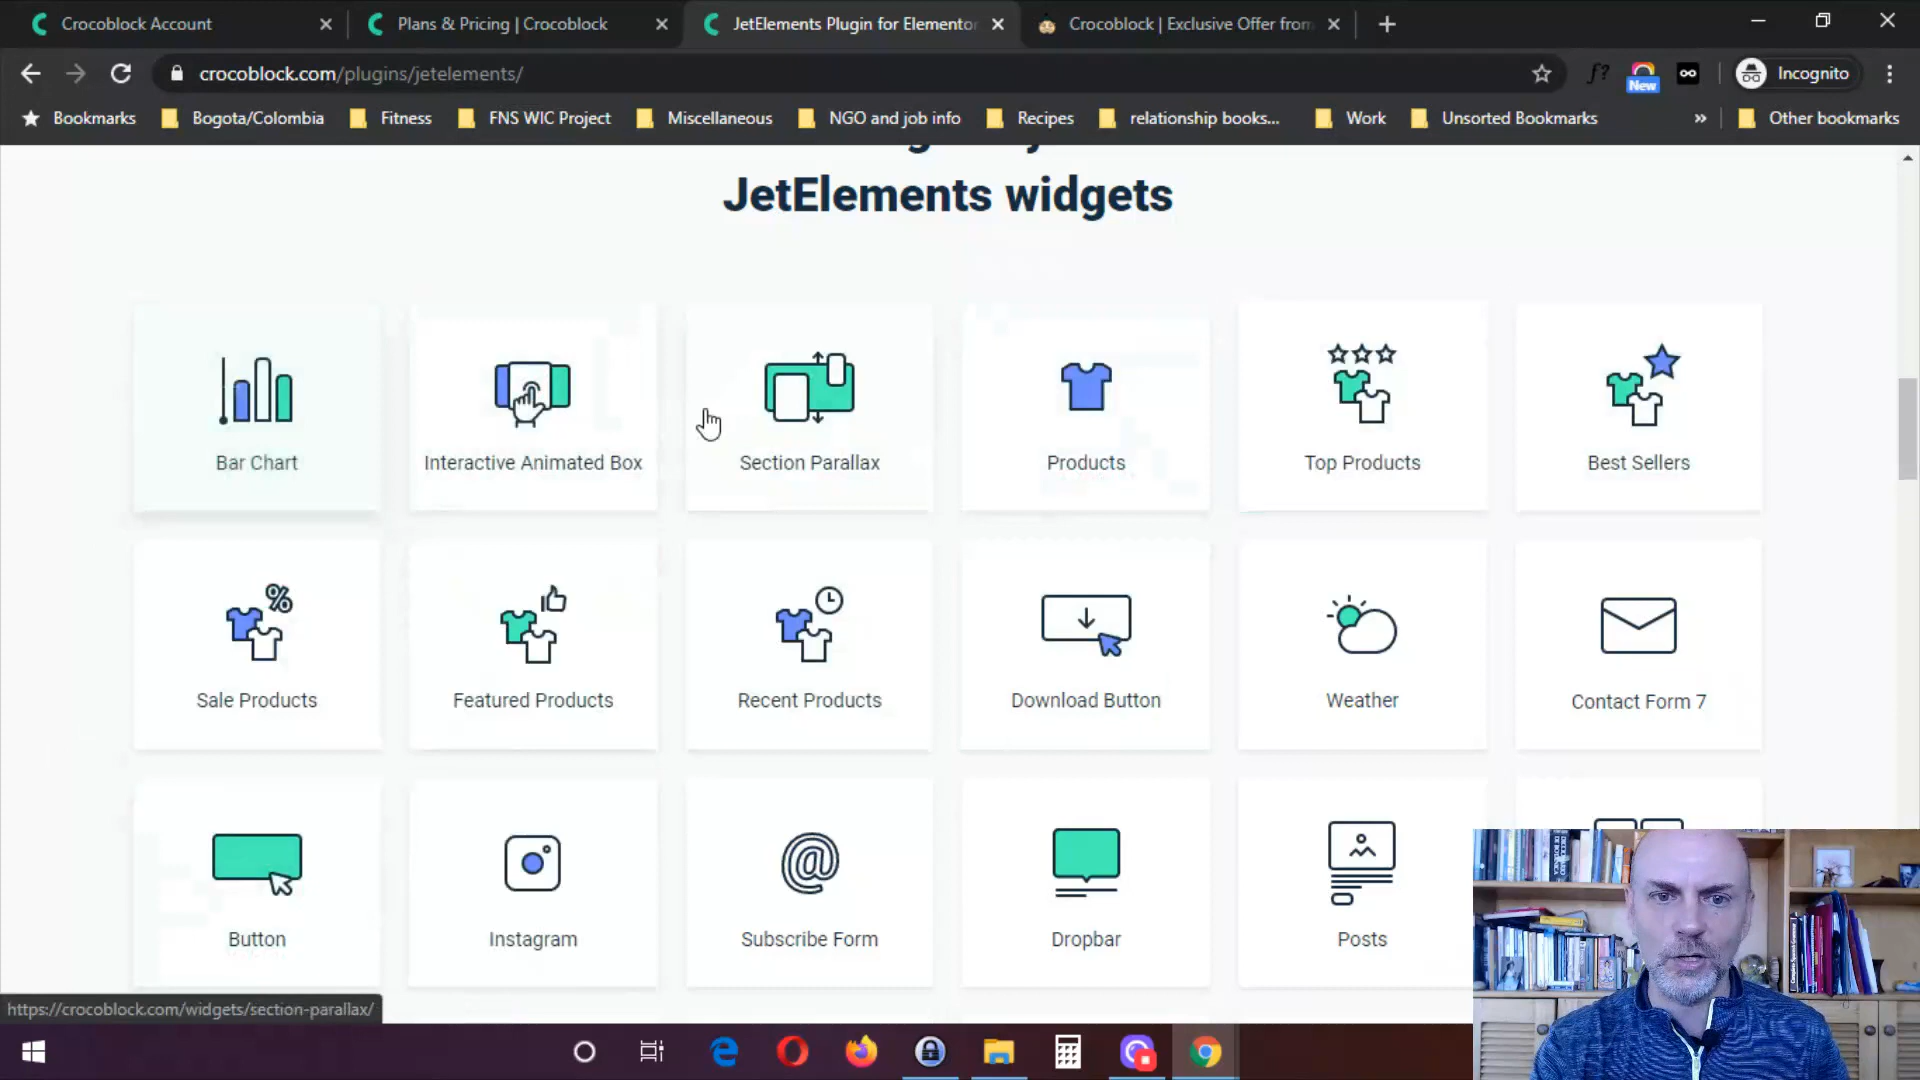 Crocoblock Account
Plans & Pricing | Crocoblock
JetElements Plugin for Elementor
Crocoblock | Exclusive Offer from
crocoblock.com/plugins/jetelements/
f?
New
Incognito
Bookmarks
Bogota/Colombia
Fitness
FNS WIC Project
Miscellaneous
NGO and job info
Recipes
relationship books...
Work
Unsorted Bookmarks
»
Other bookmarks
JetElements widgets
Bar Chart
Interactive Animated Box
Section Parallax
Products
Top Products
Best Sellers
%
Sale Products
Featured Products
Recent Products
Download Button
Weather
Contact Form 7
@
Button
Instagram
Subscribe Form
Dropbar
Posts
https://crocoblock.com/widgets/section-parallax/